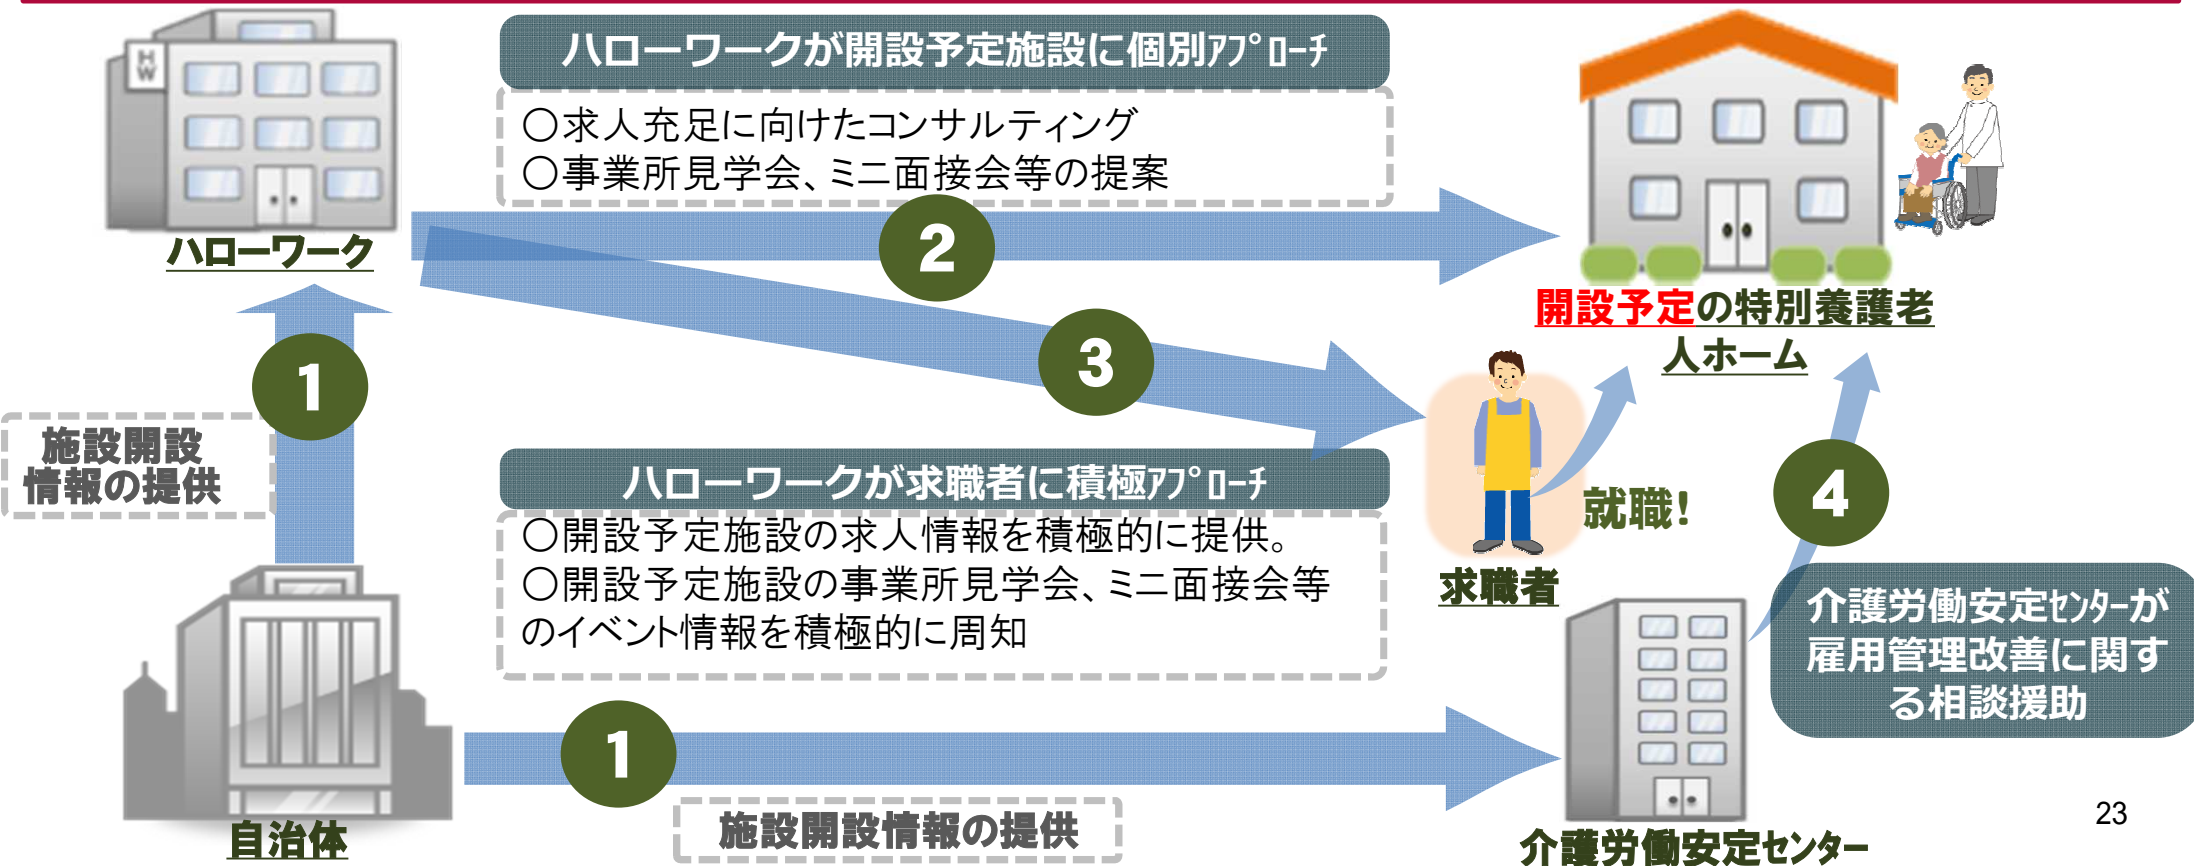 ハローワークが開設予定施設に個別ｱﾌﾟﾛｰﾁ
HW
〇求人充足に向けたコンサルティング
〇事業所見学会、ミニ面接会等の提案
ハローワーク
2
開設予定の特別養護老
人ホーム
1
3
施設開設
情報の提供
ハローワークが求職者に積極ｱﾌﾟﾛｰﾁ
〇開設予定施設の求人情報を積極的に提供。
〇開設予定施設の事業所見学会、ミニ面接会等
のイベント情報を積極的に周知
就職！
4
求職者
介護労働安定ｾﾝﾀｰが
雇用管理改善に関す
る相談援助
1
施設開設情報の提供
自治体
介護労働安定ｾﾝﾀｰ
23